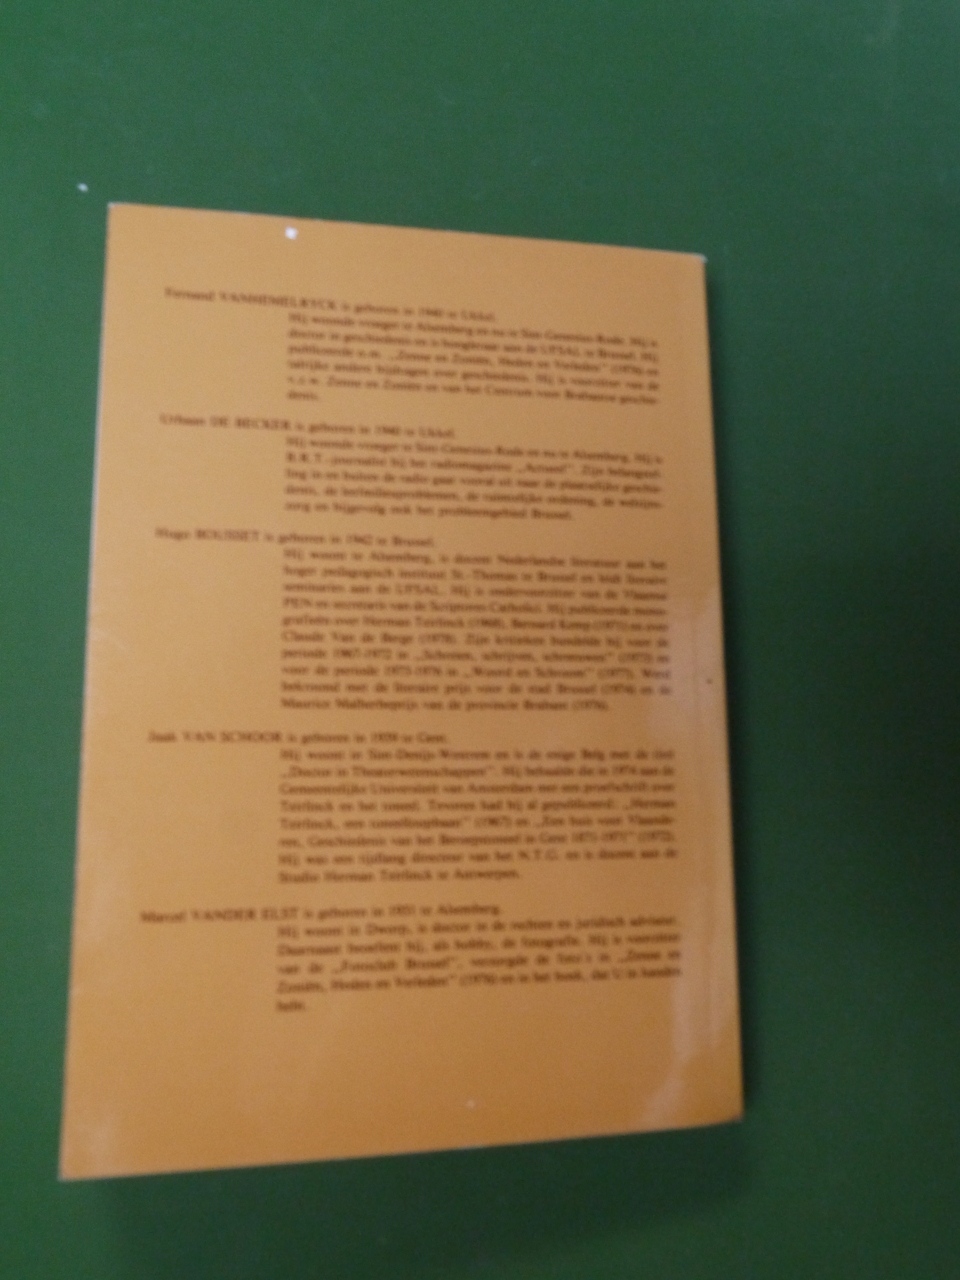 Fernand VANHEMELRYCK is geboren in 1940 te Ukkel.
Hij woonde vroeger te Alsemberg en nu in Sint-Genesius-Rode. Hij is
doctor in geschiedenis en is hoogleraar aan de UFSAL te Brussel. Hij
publiceerde o.m. „Zenne en Zoniën, Heden en Verleden” (1976) en
talrijke andere bijdragen over geschiedenis. Hij is voorzitter van de
v.z.w. Zenne en Zoniën en van het Centrum voor Brabantse geschie-
denis.
Urbaan DE BECKER is geboren in 1940 te Ukkel.
Hij woonde vroeger te Sint-Genesius-Rode en nu in Alsemberg. Hij is
B.R.T.-journalist bij het radiomagazine „Actueel”. Zijn belangstel-
ling in en buiten de radio gaat vooral uit naar de plaatselijke geschie-
denis, de leefmilieuproblemen, de ruimtelijke ordening, de welzijns-
zorg en bijgevolg ook het probleemgebied Brussel.
Hugo BOUSSET is geboren in 1942 te Brussel.
Hij woont te Alsemberg, is docent Nederlandse literatuur aan het
hoger pedagogisch instituut St.-Thomas te Brussel en leidt literaire
seminaries aan de UFSAL. Hij is ondervoorzitter van de Vlaamse
PEN en secretaris van de Scriptores Catholici. Hij publiceerde mono-
grafieën over Herman Teirlinck (1968), Bernard Kemp (1971) en over
Claude Van de Berge (1978). Zijn kritieken bundelde hij voor de
periode 1967-1972 in „Schreien, schrijven, schreeuwen” (1973) en
voor de periode 1973-1976 in „Woord en Schroom” (1977). Werd
bekroond met de literaire prijs voor de stad Brussel (1974) en de
Maurice Malherbeprijs van de provincie Brabant (1976).
Jaak VAN SCHOOR is geboren in 1939 te Gent.
Hij woont in Sint-Denijs-Westrem en is de enige Belg met de titel
„Doctor in Theaterwetenschappen”. Hij behaalde die in 1974 aan de
Gemeentelijke Universiteit van Amsterdam met een proefschrift over
Teirlinck en het toneel. Tevoren had hij al gepubliceerd: „Herman
Teirlinck, een toneelloopbaan” (1967) en „Een huis voor Vlaande-
ren, Geschiedenis van het Beroepstoneel in Gent 1871-1971” (1972).
Hij was een tijdlang directeur van het N.T.G. en is docent aan de
Studio Herman Teirlinck te Antwerpen.
Marcel VANDER ELST is geboren in 1931 te Alsemberg.
Hij woont in Dworp, is doctor in de rechten en juridisch adviseur.
Daarnaast beoefent hij, als hobby, de fotografie. Hij is voorzitter
van de „Fotoclub Brussel”, verzorgde de foto's in „Zenne en
Zoniën, Heden en Verleden” (1976) en in het boek, dat U in handen
hebt.